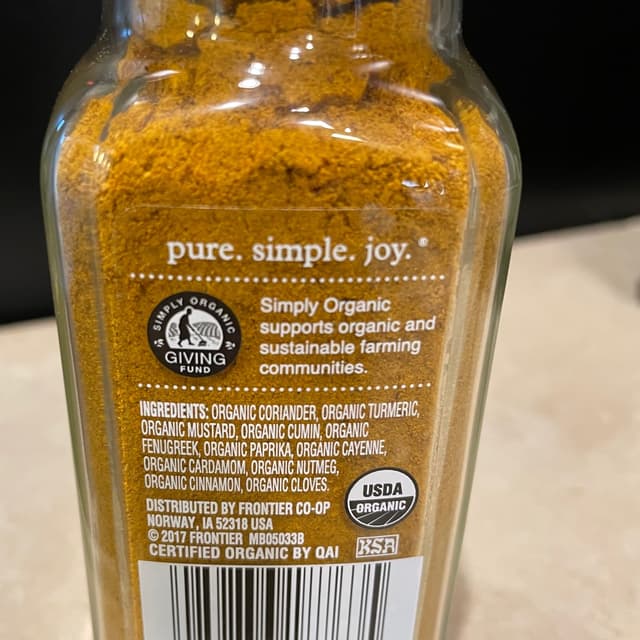 pure. simple. joy.®
SIMPLY ORGANIC
GIVING
FUND
Simply Organic
supports organic and
sustainable farming
communities.
INGREDIENTS: ORGANIC CORIANDER, ORGANIC TURMERIC,
ORGANIC MUSTARD, ORGANIC CUMIN, ORGANIC
FENUGREEK, ORGANIC PAPRIKA, ORGANIC CAYENNE,
ORGANIC CARDAMOM, ORGANIC NUTMEG,
ORGANIC CINNAMON, ORGANIC CLOVES.
USDA
ORGANIC
DISTRIBUTED BY FRONTIER CO-OP
NORWAY, IA 52318 USA
© 2017 FRONTIER MB05033B
CERTIFIED ORGANIC BY QAI
KSA